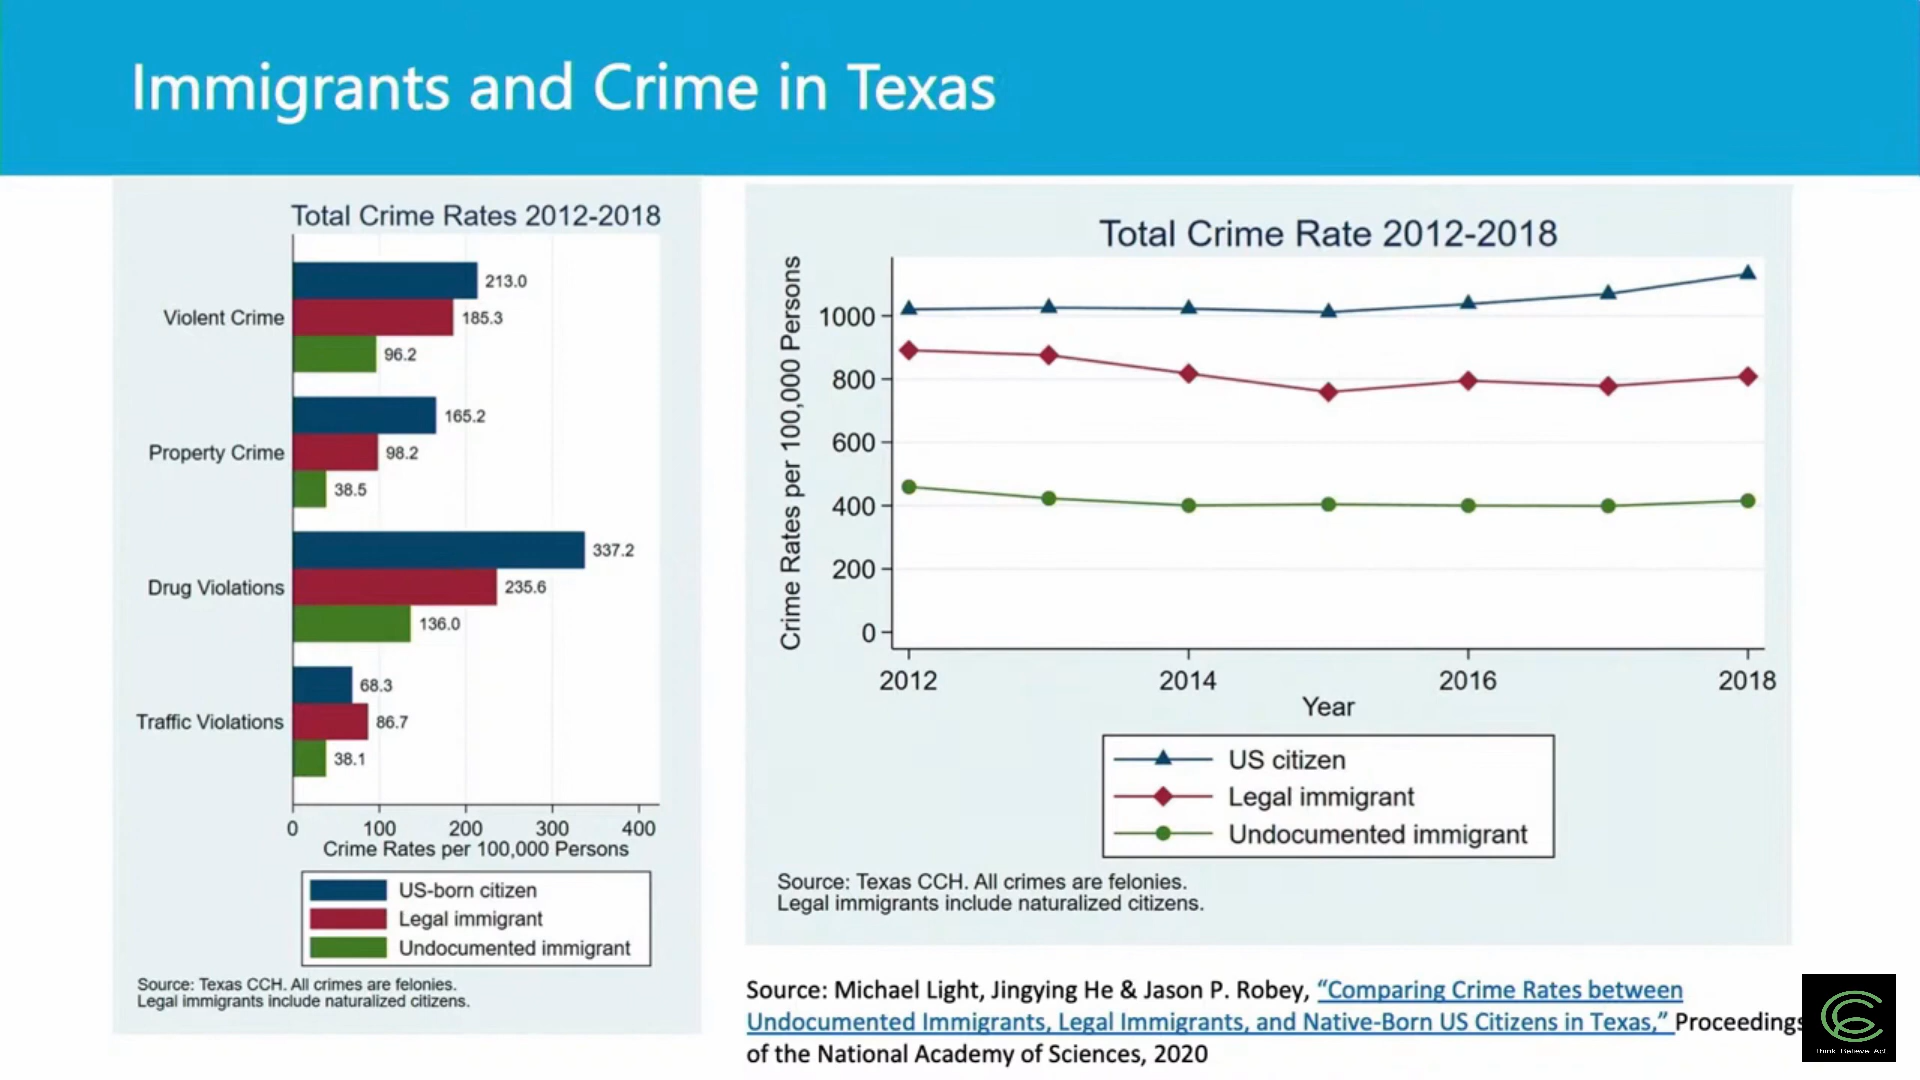 Immigrants and Crime in Texas
Total Crime Rates 2012-2018
Violent Crime
213.0
185.3
96.2
Property Crime
165.2
98.2
38.5
Drug Violations
337.2
235.6
136.0
Traffic Violations
68.3
86.7
38.1
0 100 200 300 400
Crime Rates per 100,000 Persons
US-born citizen
Legal immigrant
Undocumented immigrant
Source: Texas CCH. All crimes are felonies.
Legal immigrants include naturalized citizens.
Total Crime Rate 2012-2018
Crime Rates per 100,000 Persons
1000
800
600
400
200
0
2012 2014 2016 2018
Year
US citizen
Legal immigrant
Undocumented immigrant
Source: Texas CCH. All crimes are felonies.
Legal immigrants include naturalized citizens.
Source: Michael Light, Jingying He & Jason P. Robey, “Comparing Crime Rates between
Undocumented Immigrants, Legal Immigrants, and Native-Born US Citizens in Texas,” Proceedings
of the National Academy of Sciences, 2020
Think Believe Act